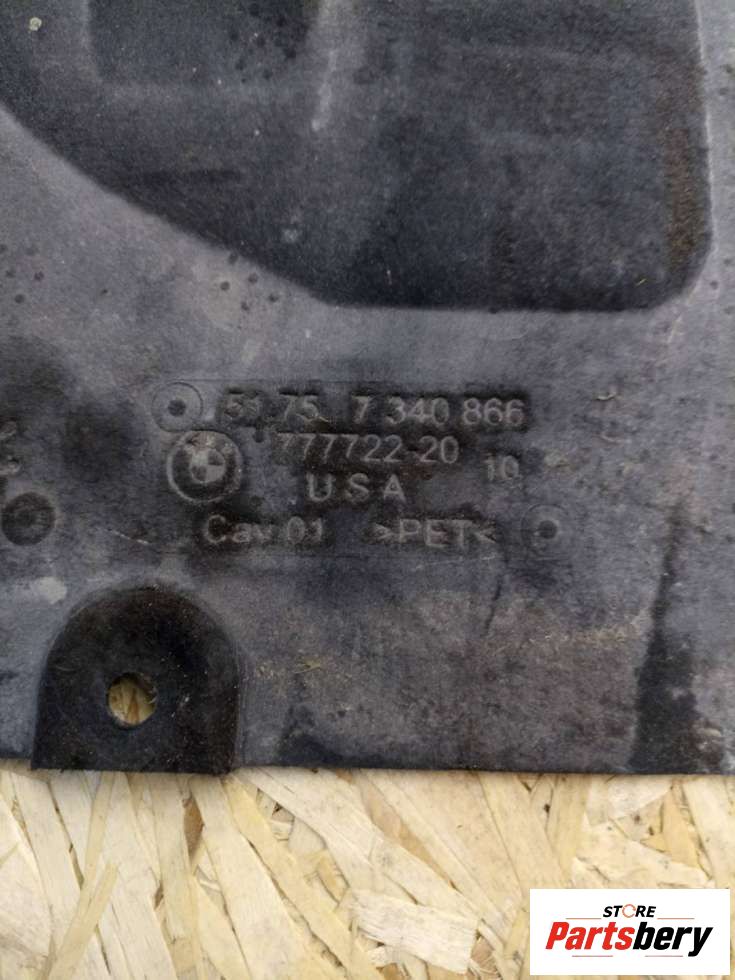 51.75 7 340 866
777722-20 10
USA
Cav 01 >PET<
STORE
Partsbery